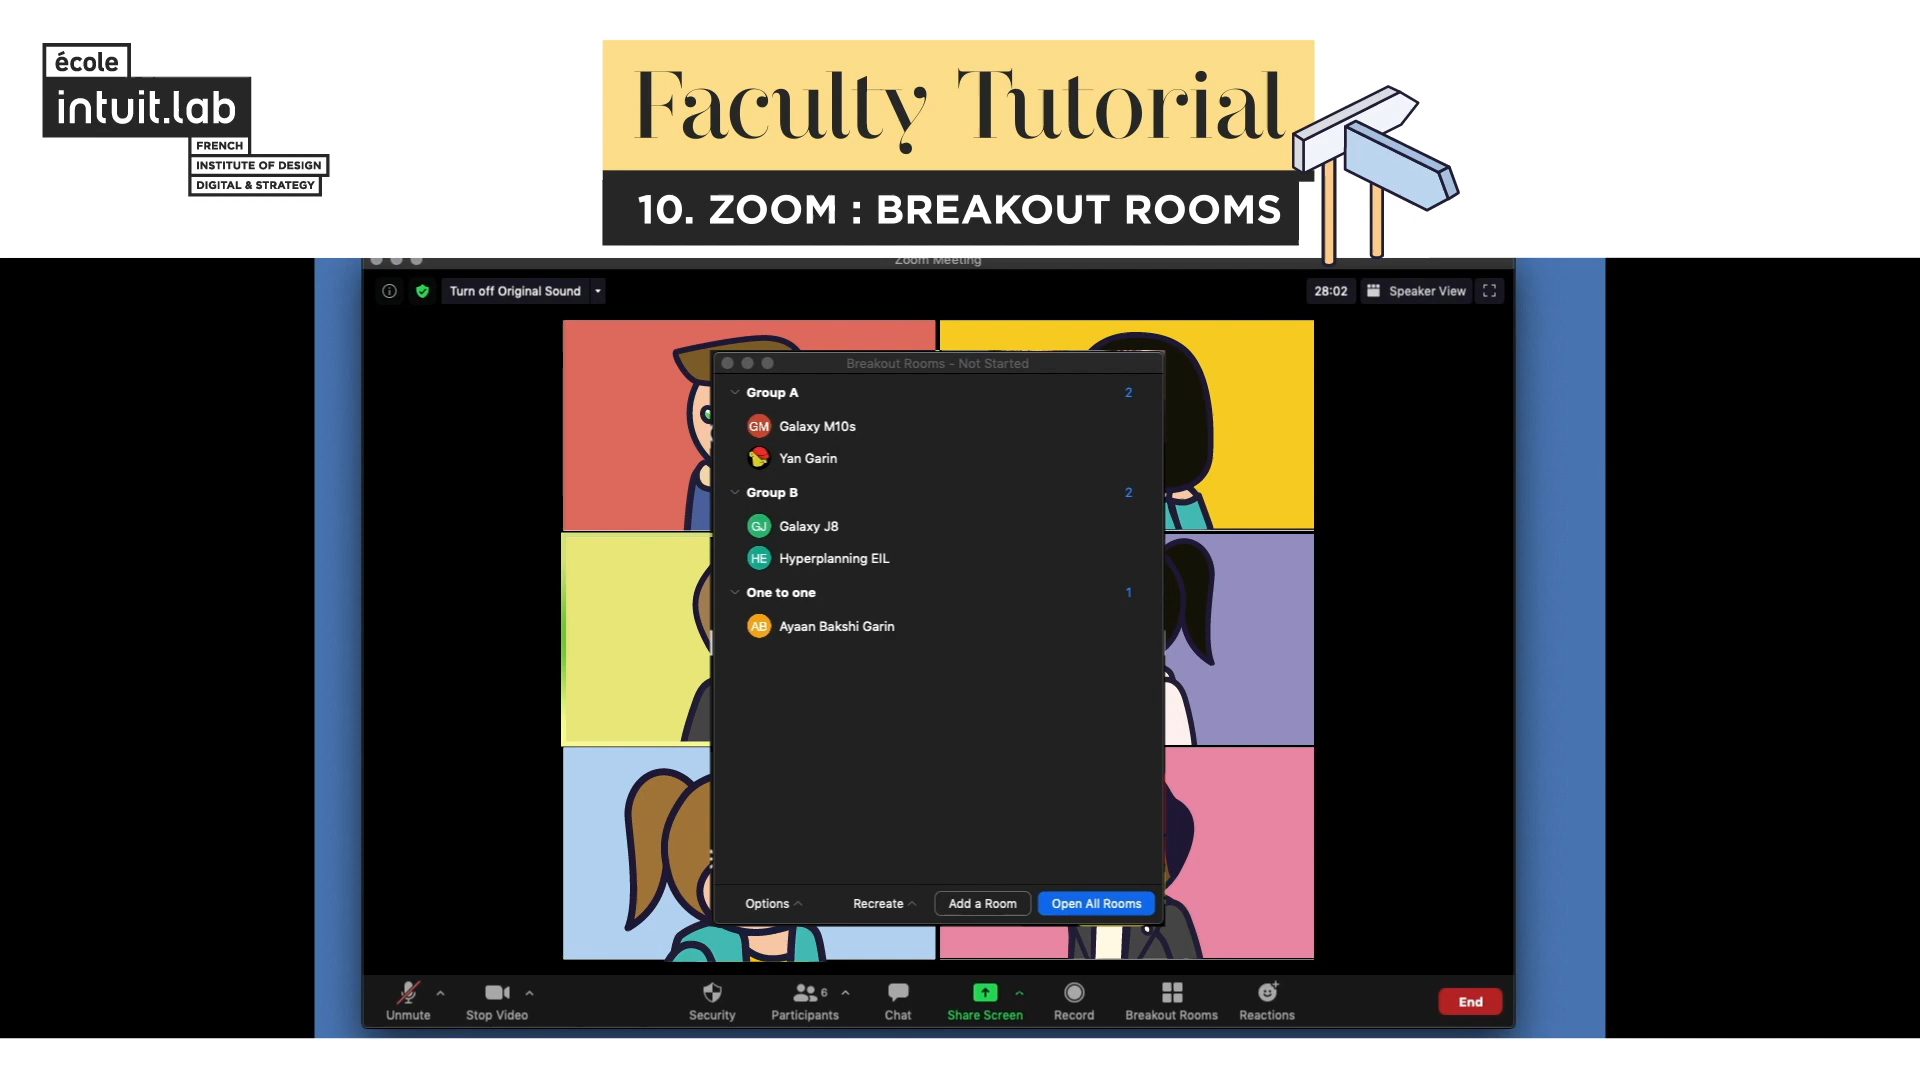 école
intuit.lab
FRENCH
INSTITUTE OF DESIGN
DIGITAL & STRATEGY
Faculty Tutorial
10. ZOOM : BREAKOUT ROOMS
Zoom Meeting
Turn off Original Sound
28:02
Speaker View
Breakout Rooms - Not Started
Group A 2
GM Galaxy M10s
Yan Garin
Group B 2
GJ Galaxy J8
HE Hyperplanning EIL
One to one 1
AB Ayaan Bakshi Garin
Options
Recreate
Add a Room
Open All Rooms
Unmute
Stop Video
Security
6
Participants
Chat
Share Screen
Record
Breakout Rooms
Reactions
End